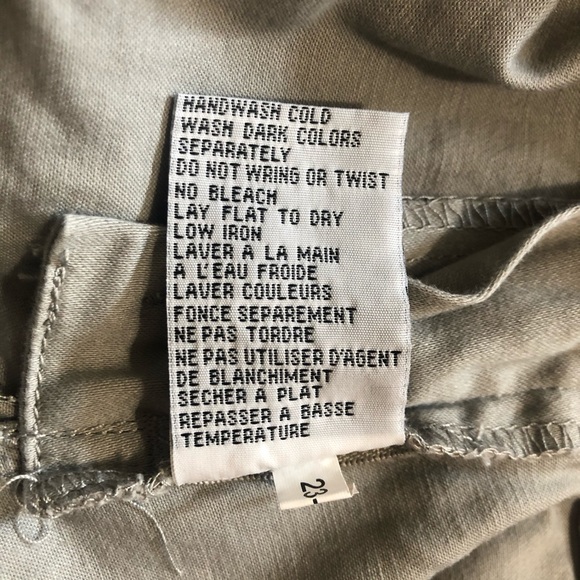 HANDWASH COLD
WASH DARK COLORS
SEPARATELY
DO NOT WRING OR TWIST
NO BLEACH
LAY FLAT TO DRY
LOW IRON
LAVER A LA MAIN
A L'EAU FROIDE
LAVER COULEURS
FONCE SEPAREMENT
NE PAS TORDRE
NE PAS UTILISER D'AGENT
DE BLANCHIMENT
SECHER A PLAT
REPASSER A BASSE
TEMPERATURE